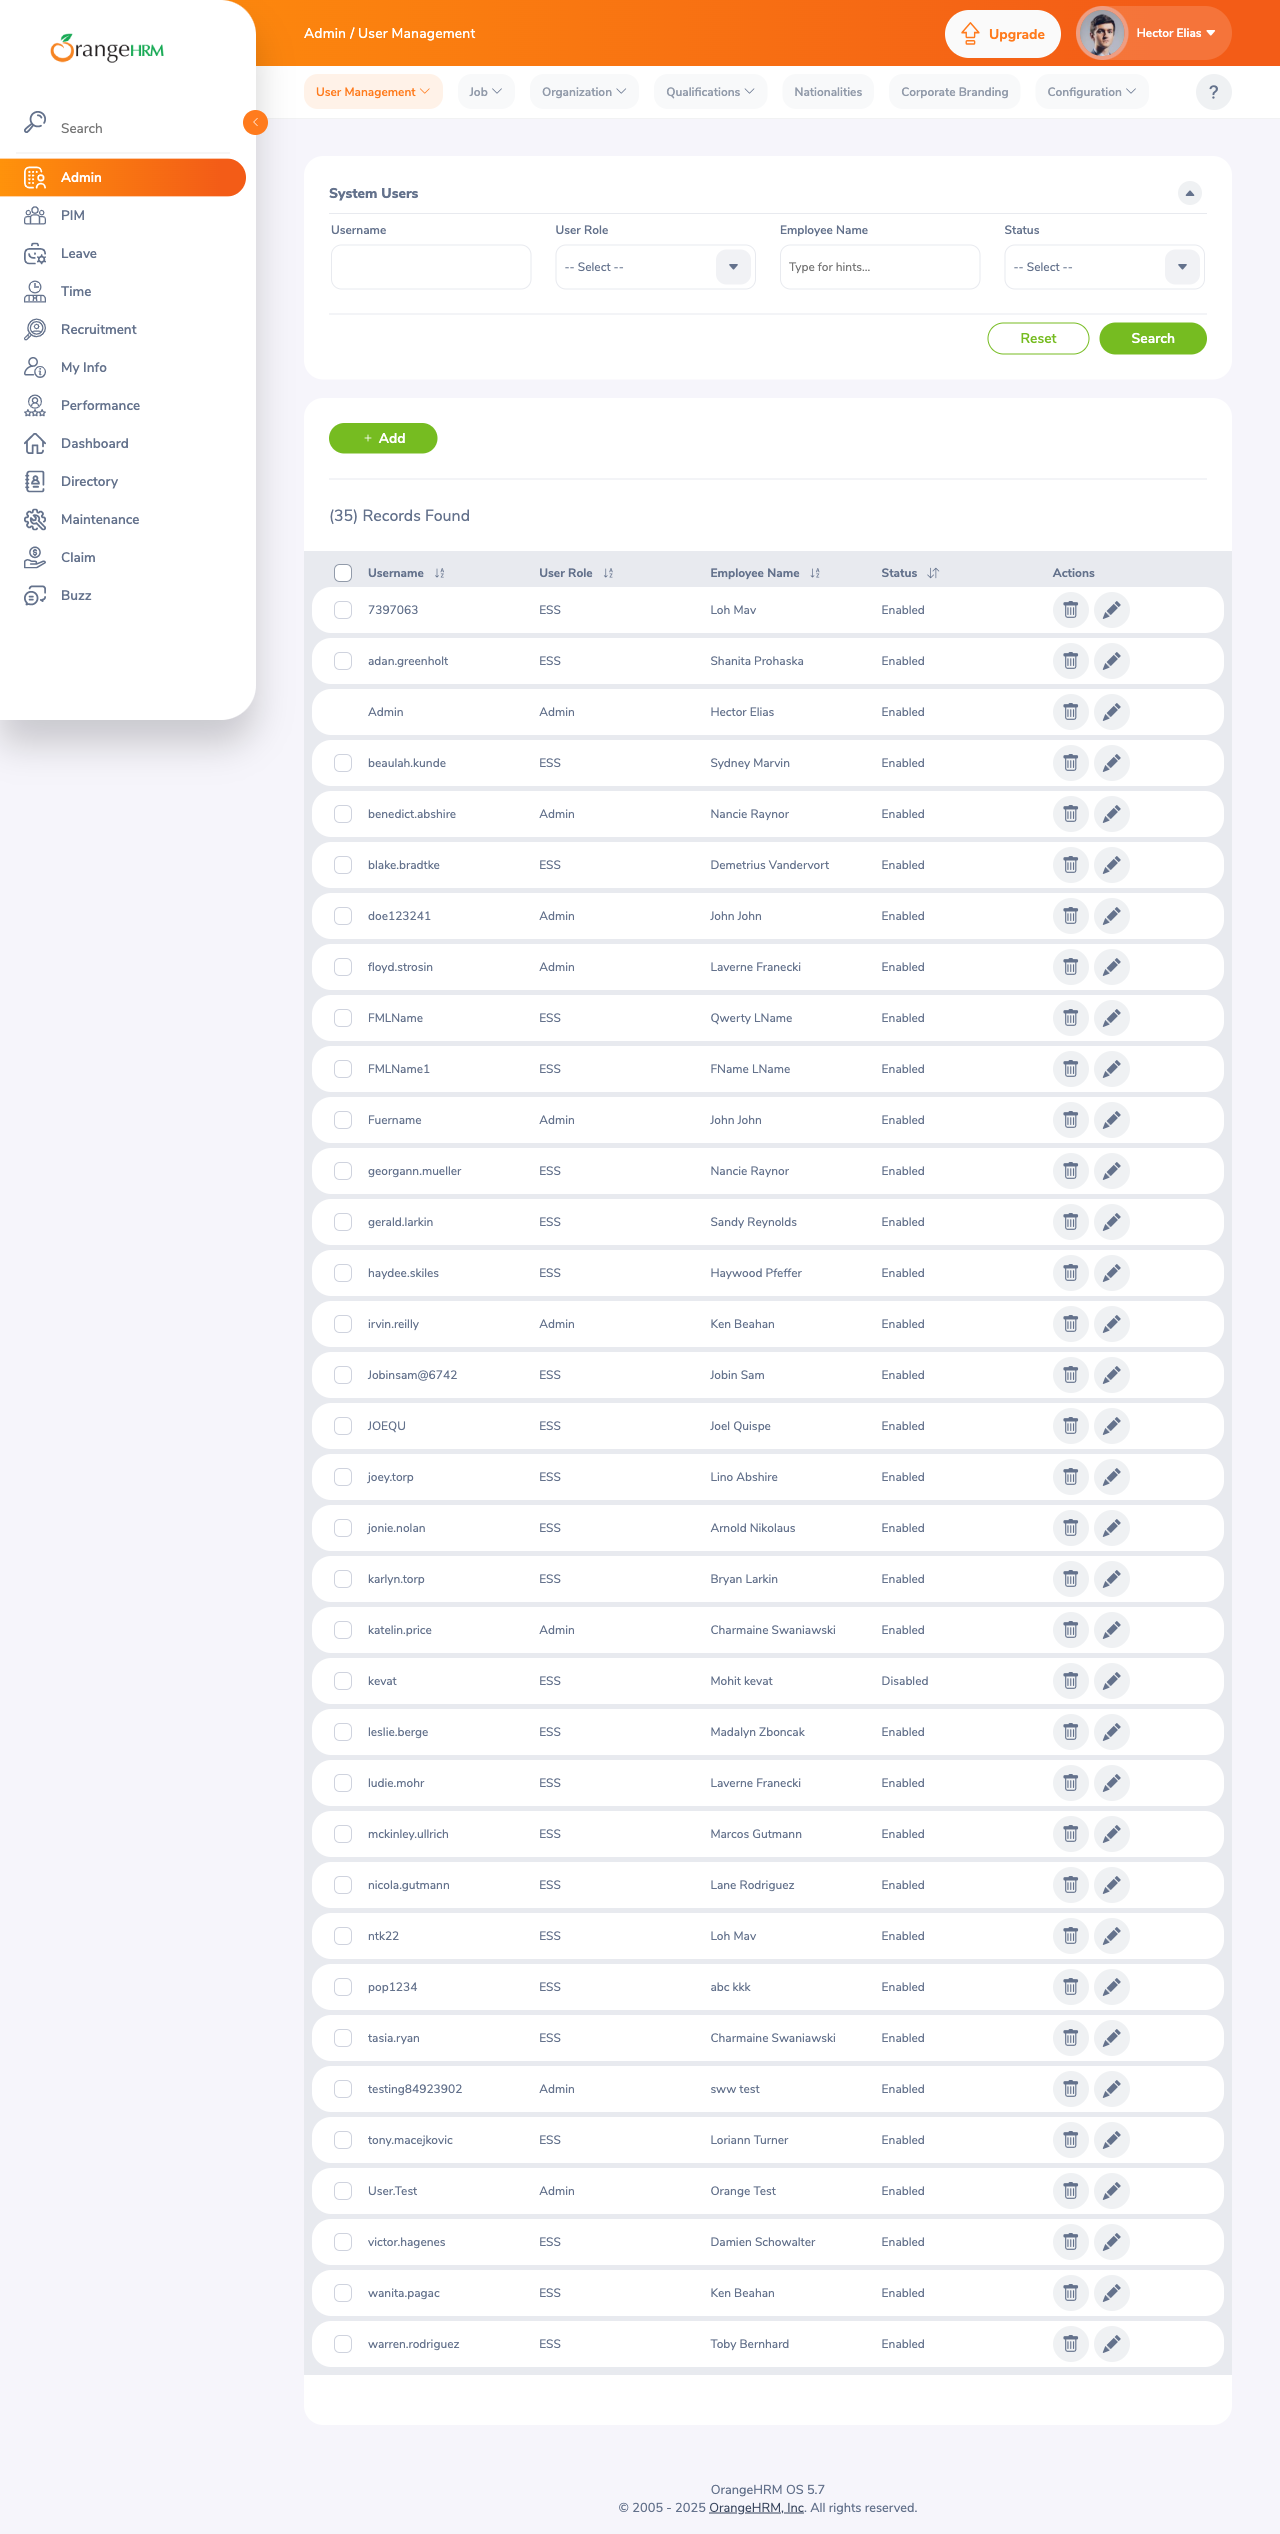 OrangeHRM
Search
Admin
PIM
Leave
Time
Recruitment
My Info
Performance
Dashboard
Directory
Maintenance
Claim
Buzz
Admin / User Management
Upgrade
Hector Elias
User Management
Job
Organization
Qualifications
Nationalities
Corporate Branding
Configuration
?
System Users
Username User Role Employee Name Status
-- Select -- Type for hints... -- Select --
Reset Search
+ Add
(35) Records Found
Username User Role Employee Name Status Actions
7397063 ESS Loh Mav Enabled
adan.greenholt ESS Shanita Prohaska Enabled
Admin Admin Hector Elias Enabled
beaulah.kunde ESS Sydney Marvin Enabled
benedict.abshire Admin Nancie Raynor Enabled
blake.bradtke ESS Demetrius Vandervort Enabled
doe123241 Admin John John Enabled
floyd.strosin Admin Laverne Franecki Enabled
FMLName ESS Qwerty LName Enabled
FMLName1 ESS FName LName Enabled
Fuername Admin John John Enabled
georgann.mueller ESS Nancie Raynor Enabled
gerald.larkin ESS Sandy Reynolds Enabled
haydee.skiles ESS Haywood Pfeffer Enabled
irvin.reilly Admin Ken Beahan Enabled
Jobinsam@6742 ESS Jobin Sam Enabled
JOEQU ESS Joel Quispe Enabled
joey.torp ESS Lino Abshire Enabled
jonie.nolan ESS Arnold Nikolaus Enabled
karlyn.torp ESS Bryan Larkin Enabled
katelin.price Admin Charmaine Swaniawski Enabled
kevat ESS Mohit kevat Disabled
leslie.berge ESS Madalyn Zboncak Enabled
ludie.mohr ESS Laverne Franecki Enabled
mckinley.ullrich ESS Marcos Gutmann Enabled
nicola.gutmann ESS Lane Rodriguez Enabled
ntk22 ESS Loh Mav Enabled
pop1234 ESS abc kkk Enabled
tasia.ryan ESS Charmaine Swaniawski Enabled
testing84923902 Admin sww test Enabled
tony.macejkovic ESS Loriann Turner Enabled
User.Test Admin Orange Test Enabled
victor.hagenes ESS Damien Schowalter Enabled
wanita.pagac ESS Ken Beahan Enabled
warren.rodriguez ESS Toby Bernhard Enabled
OrangeHRM OS 5.7
© 2005 - 2025 OrangeHRM, Inc. All rights reserved.